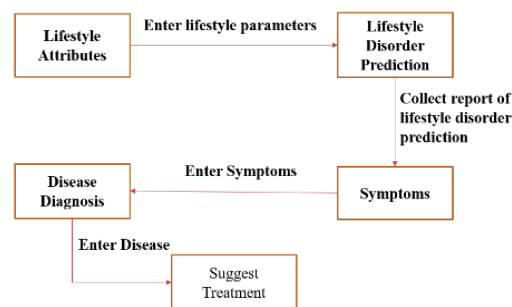 Lifestyle
Attributes
Enter lifestyle parameters
Lifestyle
Disorder
Prediction
Collect report of
lifestyle disorder
prediction
Symptoms
Enter Symptoms
Disease
Diagnosis
Enter Disease
Suggest
Treatment